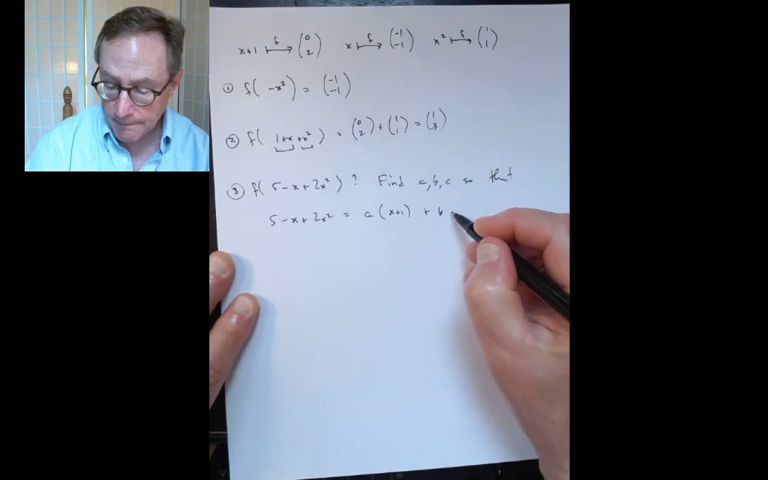 x+1 ⟼f (0 2) x ⟼f (-1 -1) x² ⟼f (1 1)
① f( -x² ) = (-1 -1)
② f( 1+x+x² ) = (0 2) + (1 1) = (1 3)
③ f( 5-x+2x² ) ? Find a,b,c so that
5-x+2x² = a(x+1) + b